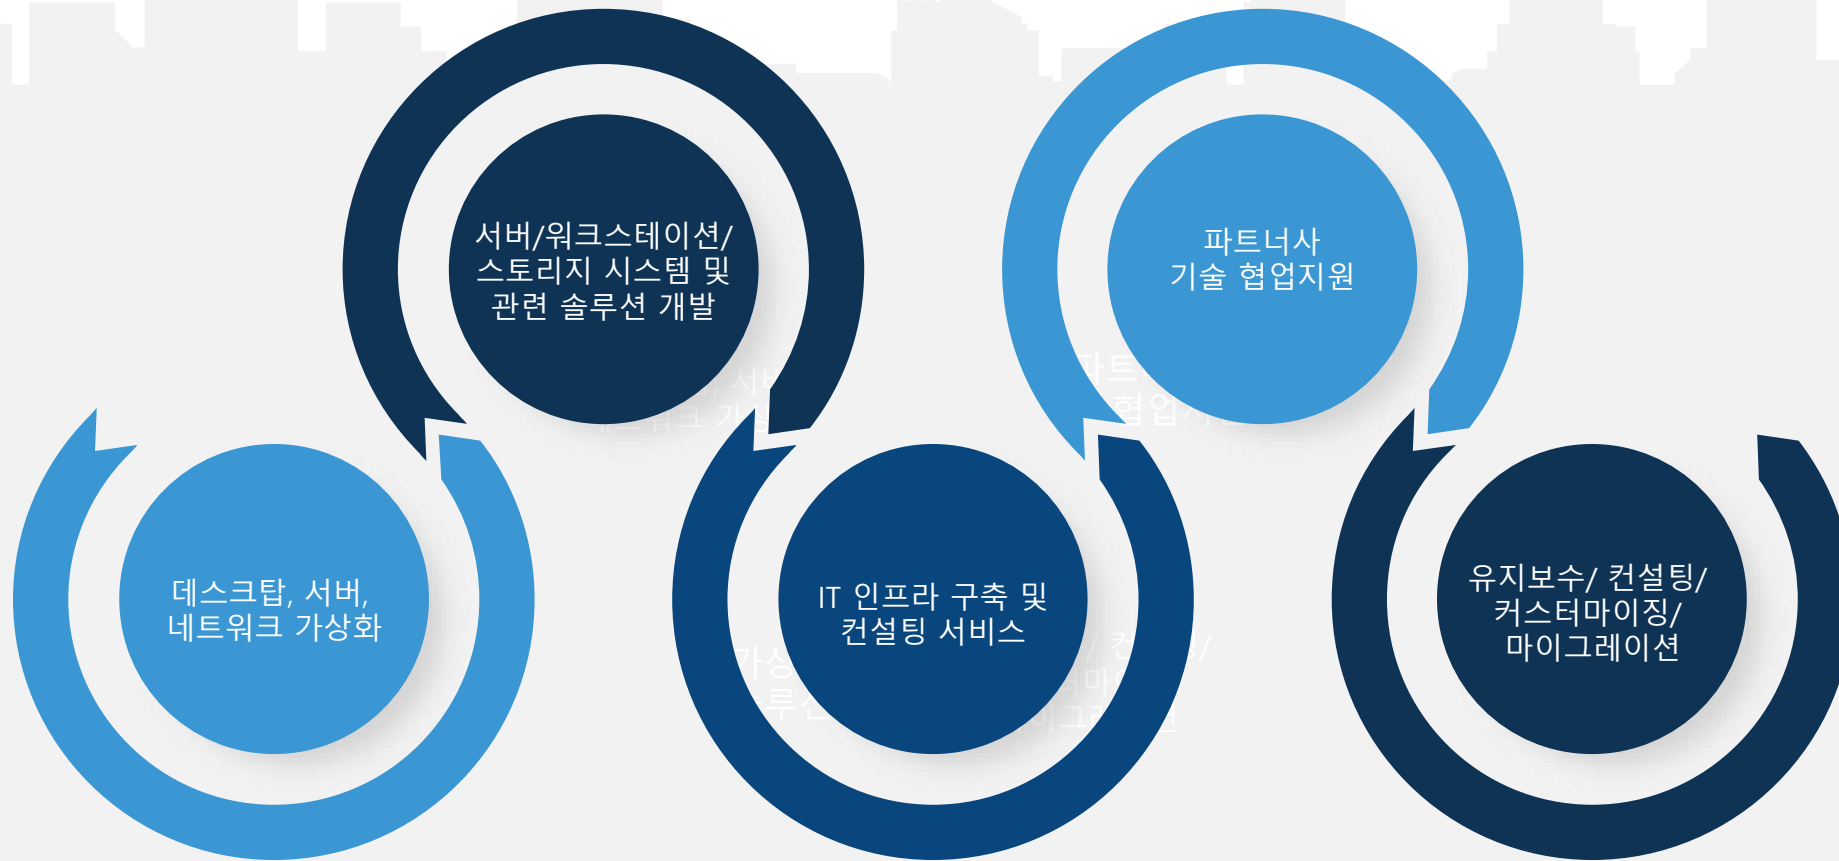 서버/워크스테이션/
스토리지 시스템 및
관련 솔루션 개발
파트너사
기술 협업지원
데스크탑, 서버,
네트워크 가상화
IT 인프라 구축 및
컨설팅 서비스
유지보수/ 컨설팅/
커스터마이징/
마이그레이션